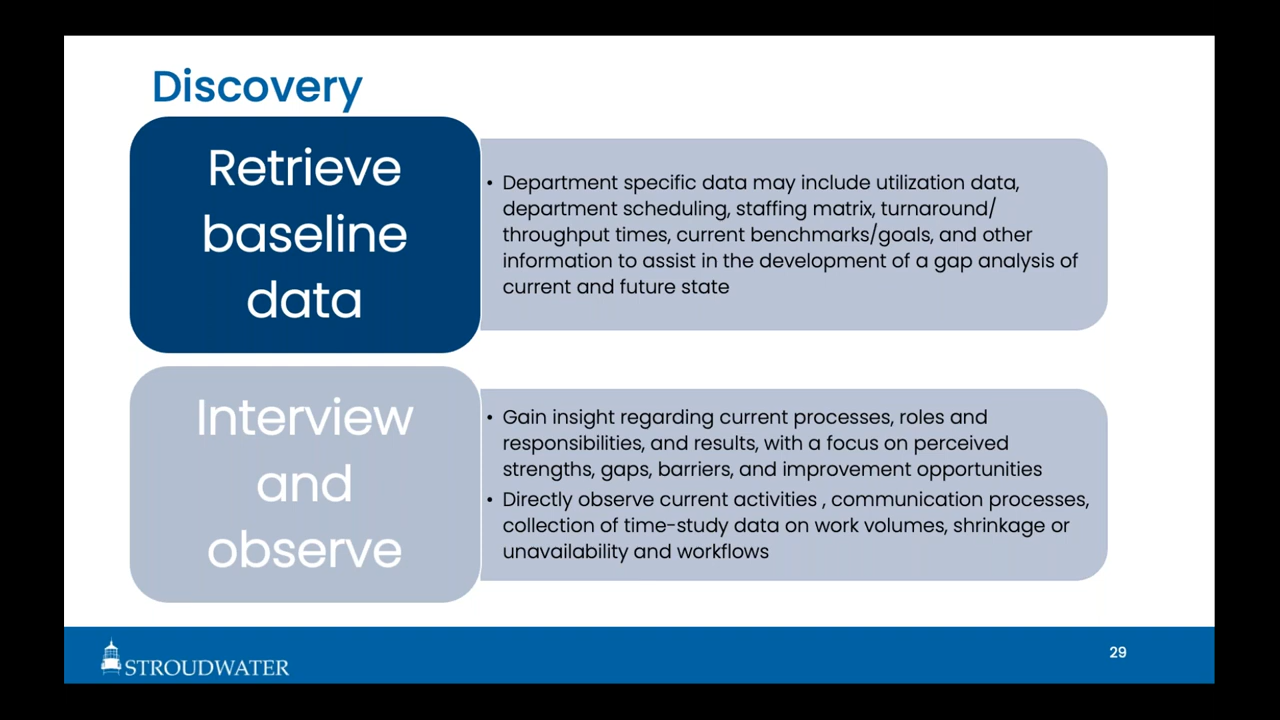 Discovery
Retrieve
baseline
data
• Department specific data may include utilization data,
department scheduling, staffing matrix, turnaround/
throughput times, current benchmarks/goals, and other
information to assist in the development of a gap analysis of
current and future state
Interview
and
observe
• Gain insight regarding current processes, roles and
responsibilities, and results, with a focus on perceived
strengths, gaps, barriers, and improvement opportunities
• Directly observe current activities , communication processes,
collection of time-study data on work volumes, shrinkage or
unavailability and workflows
STROUDWATER
29